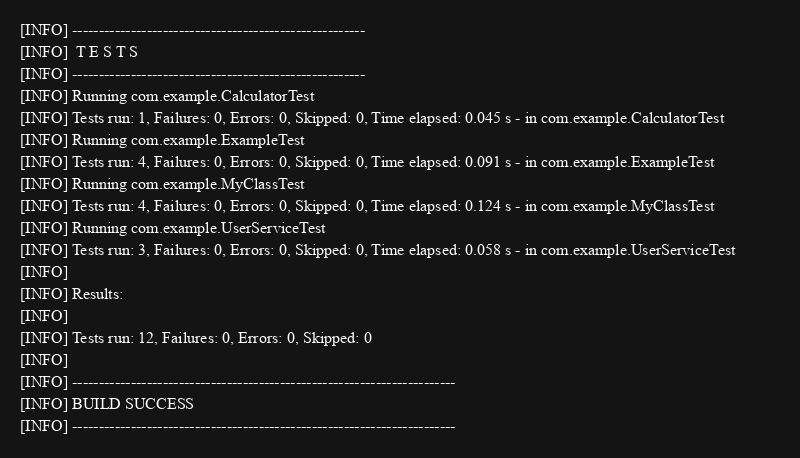 [INFO] -------------------------------------------------------
[INFO]  T E S T S
[INFO] -------------------------------------------------------
[INFO] Running com.example.CalculatorTest
[INFO] Tests run: 1, Failures: 0, Errors: 0, Skipped: 0, Time elapsed: 0.045 s - in com.example.CalculatorTest
[INFO] Running com.example.ExampleTest
[INFO] Tests run: 4, Failures: 0, Errors: 0, Skipped: 0, Time elapsed: 0.091 s - in com.example.ExampleTest
[INFO] Running com.example.MyClassTest
[INFO] Tests run: 4, Failures: 0, Errors: 0, Skipped: 0, Time elapsed: 0.124 s - in com.example.MyClassTest
[INFO] Running com.example.UserServiceTest
[INFO] Tests run: 3, Failures: 0, Errors: 0, Skipped: 0, Time elapsed: 0.058 s - in com.example.UserServiceTest
[INFO]
[INFO] Results:
[INFO]
[INFO] Tests run: 12, Failures: 0, Errors: 0, Skipped: 0
[INFO]
[INFO] ------------------------------------------------------------------------
[INFO] BUILD SUCCESS
[INFO] ------------------------------------------------------------------------